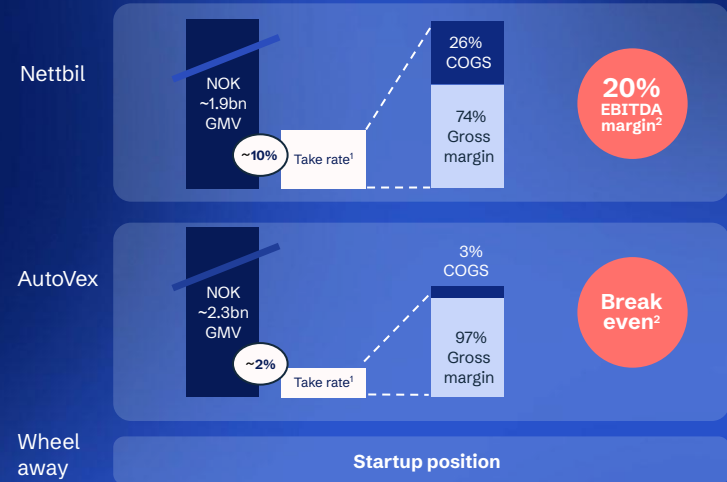 Nettbil
NOK
~1.9bn
GMV
~10%
Take rate¹
26%
COGS
74%
Gross
margin
20%
EBITDA
margin²
AutoVex
NOK
~2.3bn
GMV
~2%
Take rate¹
3%
COGS
97%
Gross
margin
Break
even²
Wheel
away
Startup position